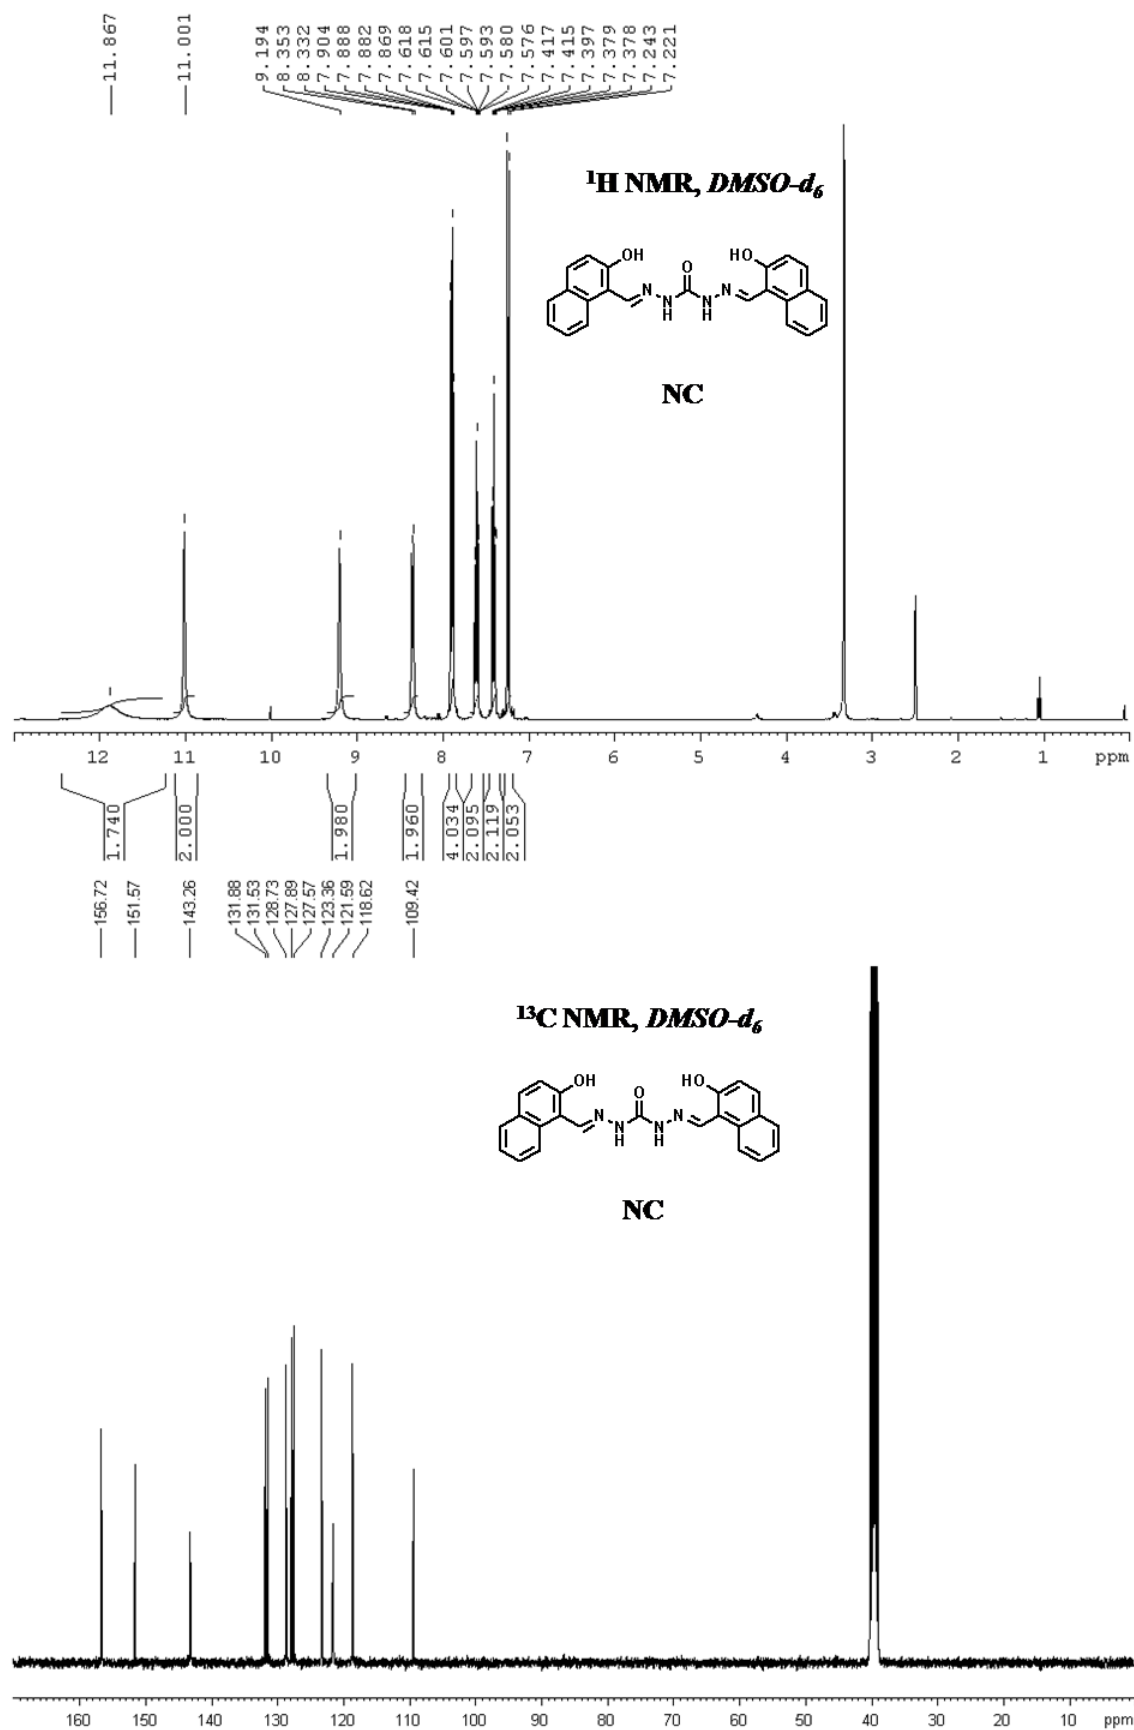 11.867
11.001
9.194
8.353
8.332
7.904
7.888
7.882
7.869
7.618
7.615
7.601
7.597
7.593
7.580
7.576
7.417
7.415
7.397
7.379
7.378
7.243
7.221
¹H NMR, DMSO-d₆
OH HO
O
N N
N N
H H
NC
12 11 10 9 8 7 6 5 4 3 2 1 ppm
1.740
2.000
1.980
1.960
4.034
2.095
2.119
2.053
156.72
151.57
143.26
131.88
131.53
128.73
127.89
127.57
123.36
121.59
118.62
109.42
¹³C NMR, DMSO-d₆
OH HO
O
N N
N N
H H
NC
160 150 140 130 120 110 100 90 80 70 60 50 40 30 20 10 ppm